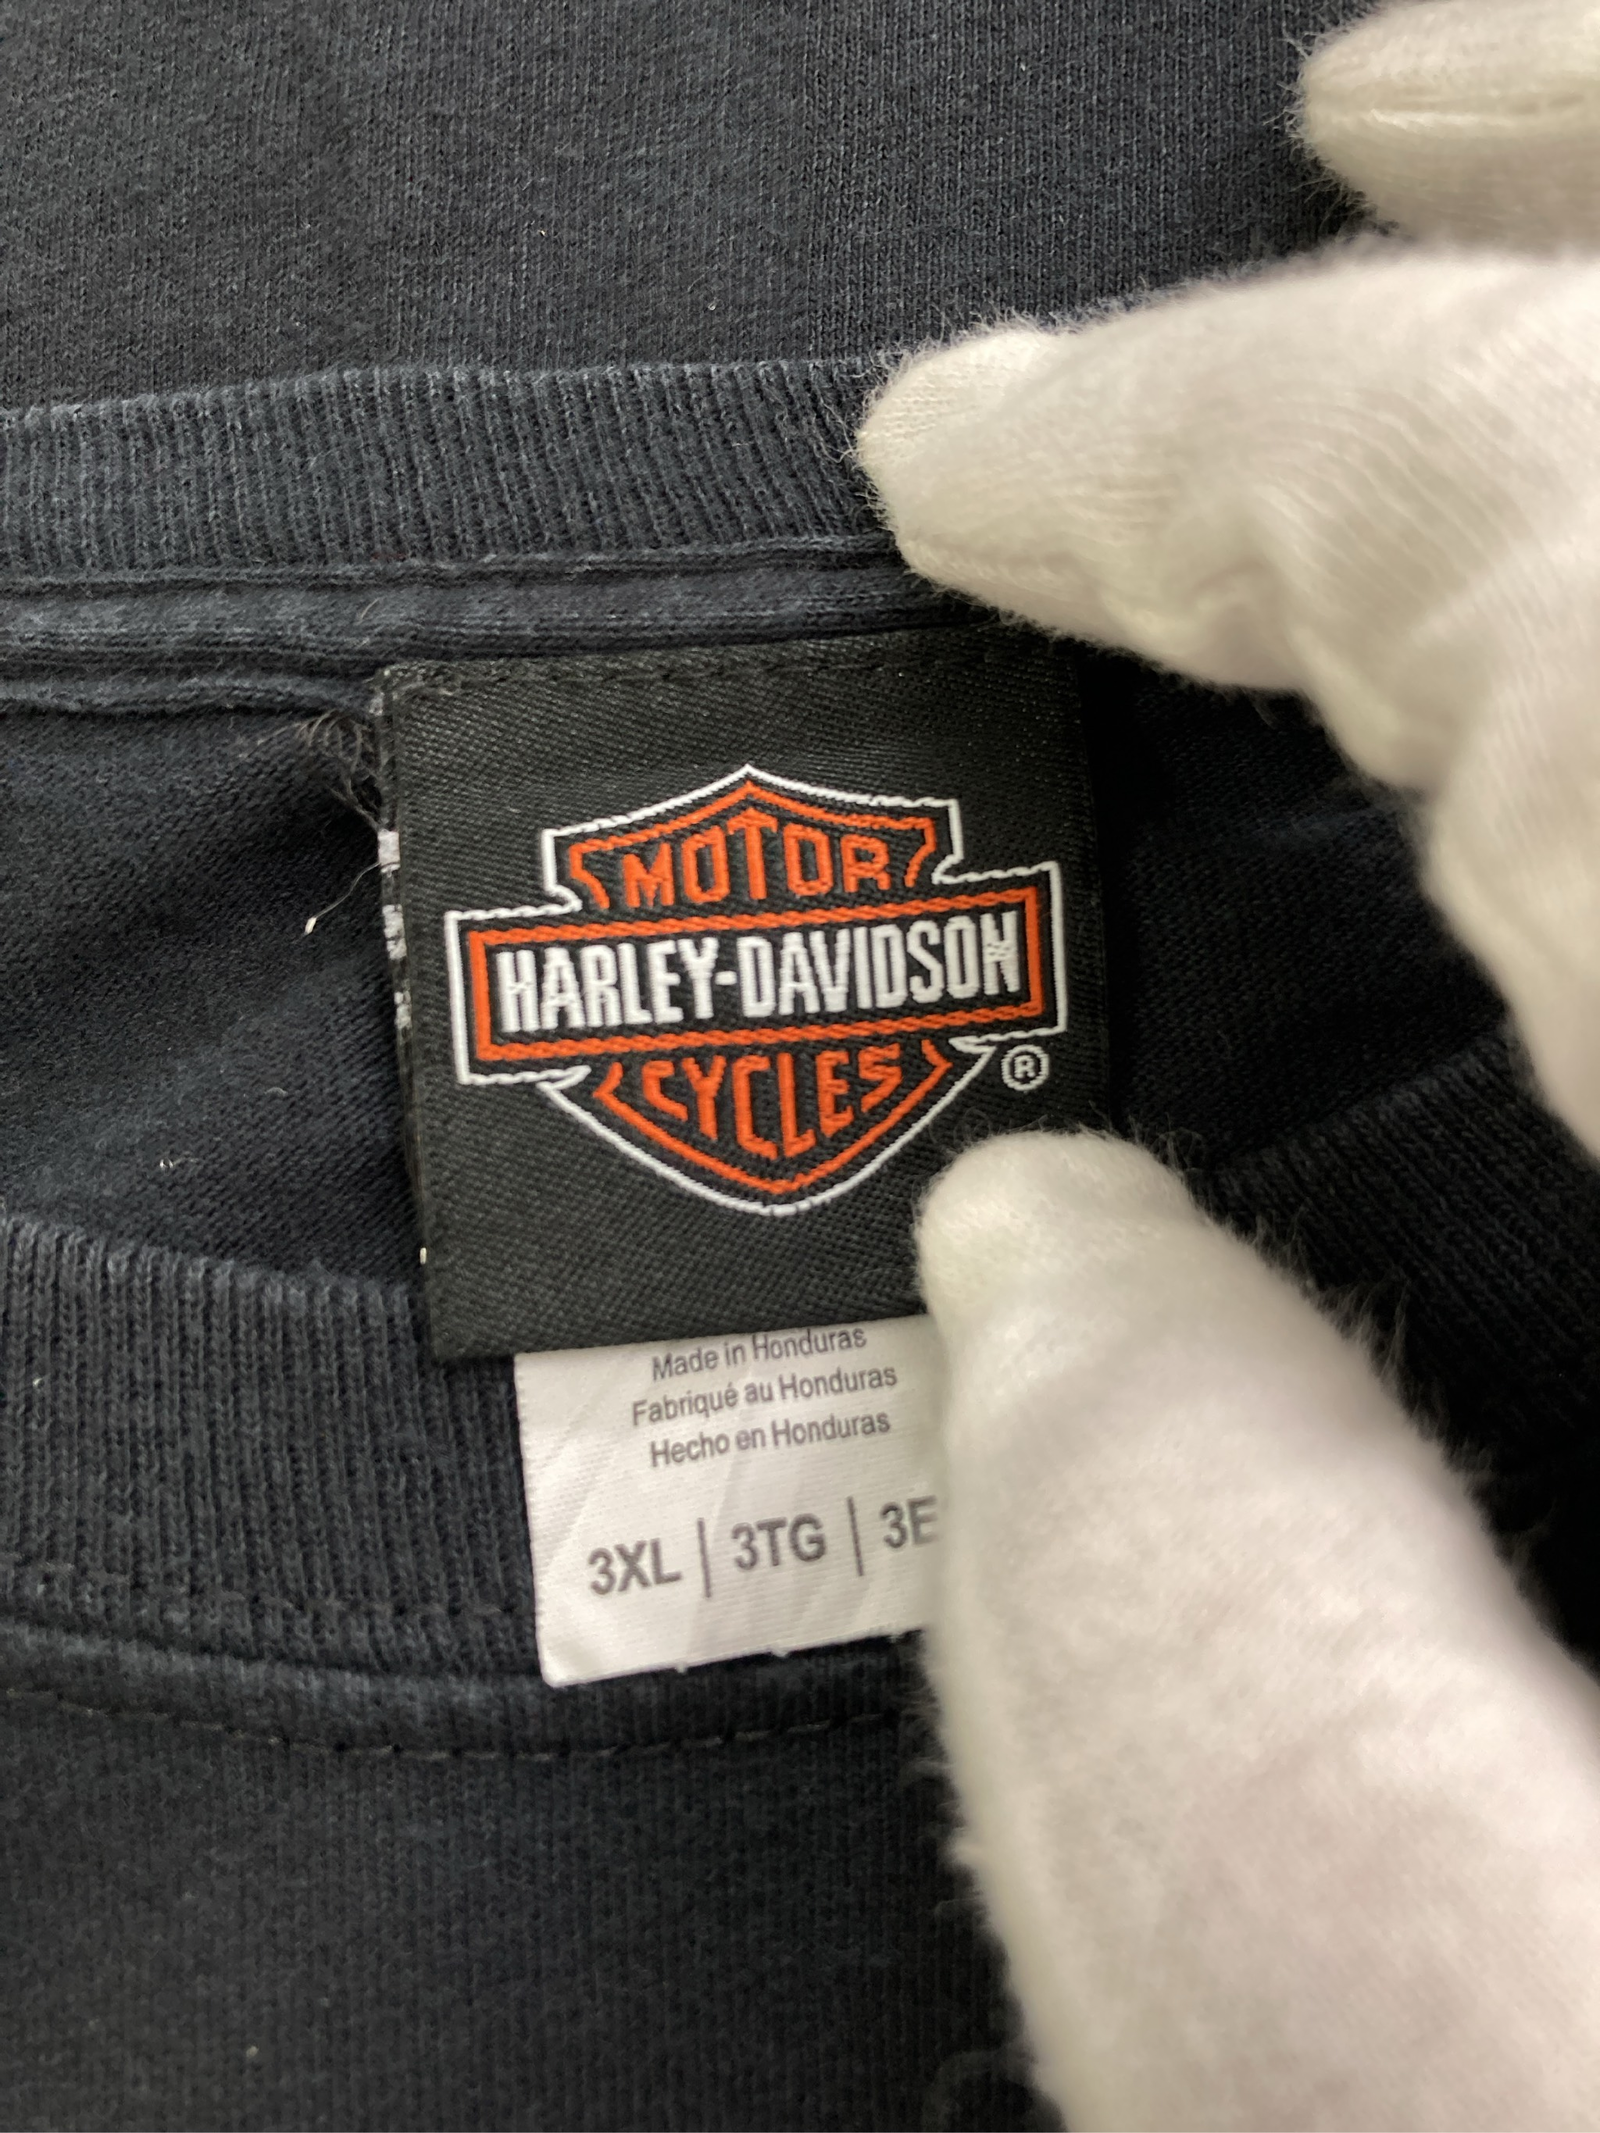 MOTOR
HARLEY-DAVIDSON
CYCLES
®
Made in Honduras
Fabriqué au Honduras
Hecho en Honduras
3XL | 3TG | 3E